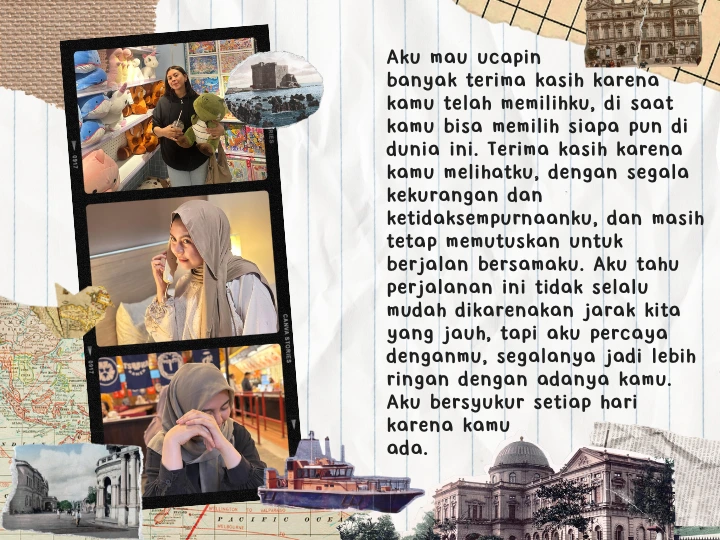 Aku mau ucapin
banyak terima kasih karena
kamu telah memilihku, di saat
kamu bisa memilih siapa pun di
dunia ini. Terima kasih karena
kamu melihatku, dengan segala
kekurangan dan
ketidaksempurnaanku, dan masih
tetap memutuskan untuk
berjalan bersamaku. Aku tahu
perjalanan ini tidak selalu
mudah dikarenakan jarak kita
yang jauh, tapi aku percaya
denganmu, segalanya jadi lebih
ringan dengan adanya kamu.
Aku bersyukur setiap hari
karena kamu
ada.
0917
CANVA STORIES
0917
PACIFIC OCEA